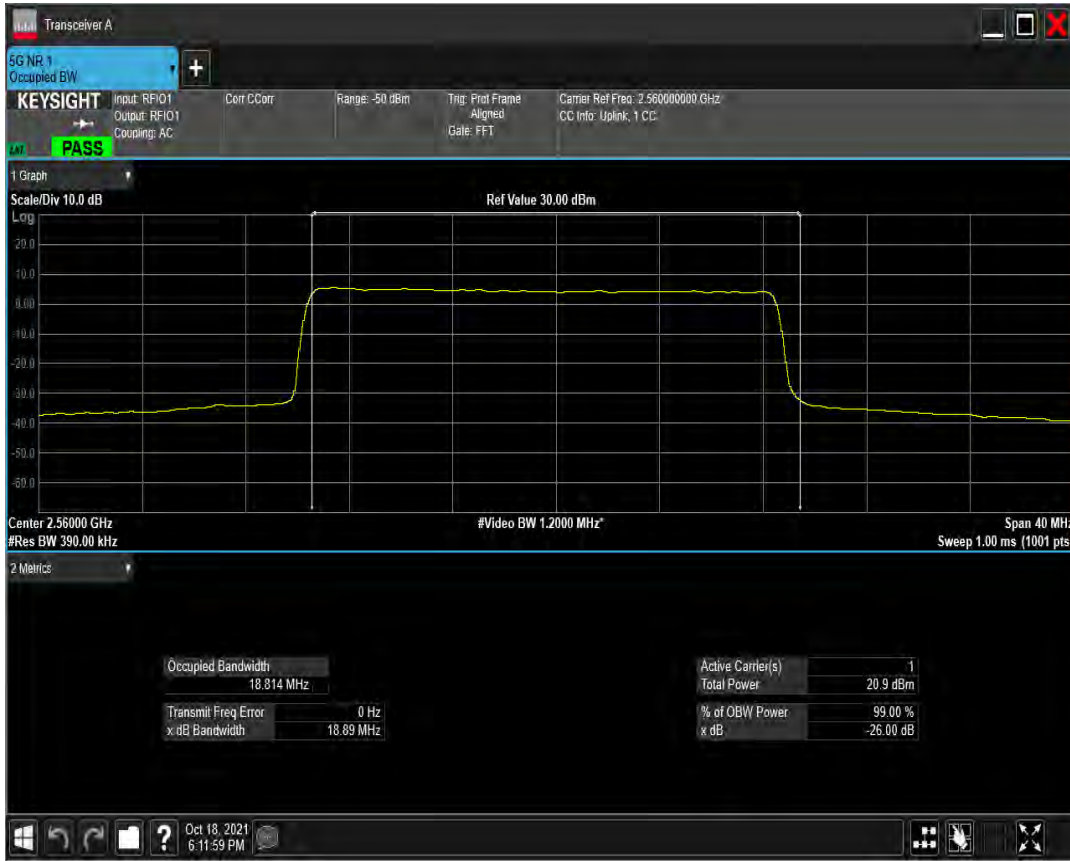 Transceiver A
5G NR 1
Occupied BW
KEYSIGHT
Input: RFIO1
Output: RFIO1
Coupling: AC
Corr CCorr
Range: -50 dBm
Trig: Prot Frame
Aligned
Gate: FFT
Carrier Ref Freq: 2.560000000 GHz
CC Info: Uplink, 1 CC
PASS
1 Graph
Scale/Div 10.0 dB
Ref Value 30.00 dBm
Log
20.0
10.0
0.00
-10.0
-20.0
-30.0
-40.0
-50.0
-60.0
Center 2.56000 GHz
#Video BW 1.2000 MHz*
Span 40 MHz
#Res BW 390.00 kHz
Sweep 1.00 ms (1001 pts
2 Metrics
Occupied Bandwidth
18.814 MHz
Transmit Freq Error 0 Hz
x dB Bandwidth 18.89 MHz
Active Carrier(s) 1
Total Power 20.9 dBm
% of OBW Power 99.00 %
x dB -26.00 dB
?
Oct 18, 2021
6:11:59 PM